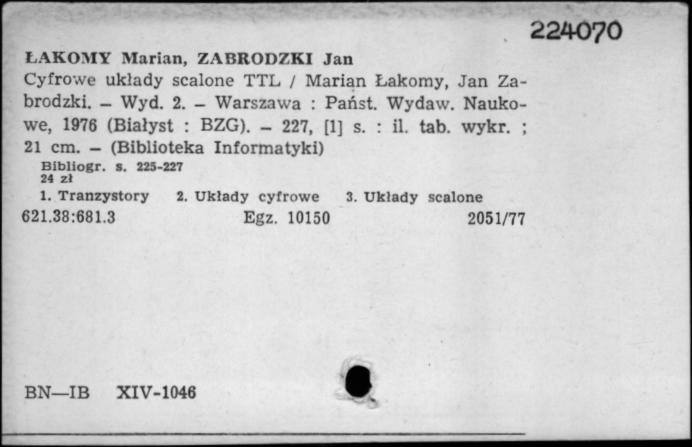 224070
ŁAKOMY Marian, ZABRODZKI Jan
Cyfrowe układy scalone TTL / Marian Łakomy, Jan Za-
brodzki. — Wyd. 2. — Warszawa : Państ. Wydaw. Nauko-
we, 1976 (Białyst : BZG). — 227, [1] s. : il. tab. wykr. ;
21 cm. — (Biblioteka Informatyki)
Bibliogr. s. 225-227
24 zł
1. Tranzystory 2. Układy cyfrowe 3. Układy scalone
621.38:681.3 Egz. 10150 2051/77
BN—IB XIV-1046